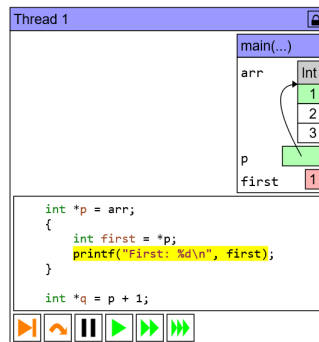 Thread 1
main(...)
arr
Int
1
2
3
p
first 1
int *p = arr;
{
int first = *p;
printf("First: %d\n", first);
}
int *q = p + 1;